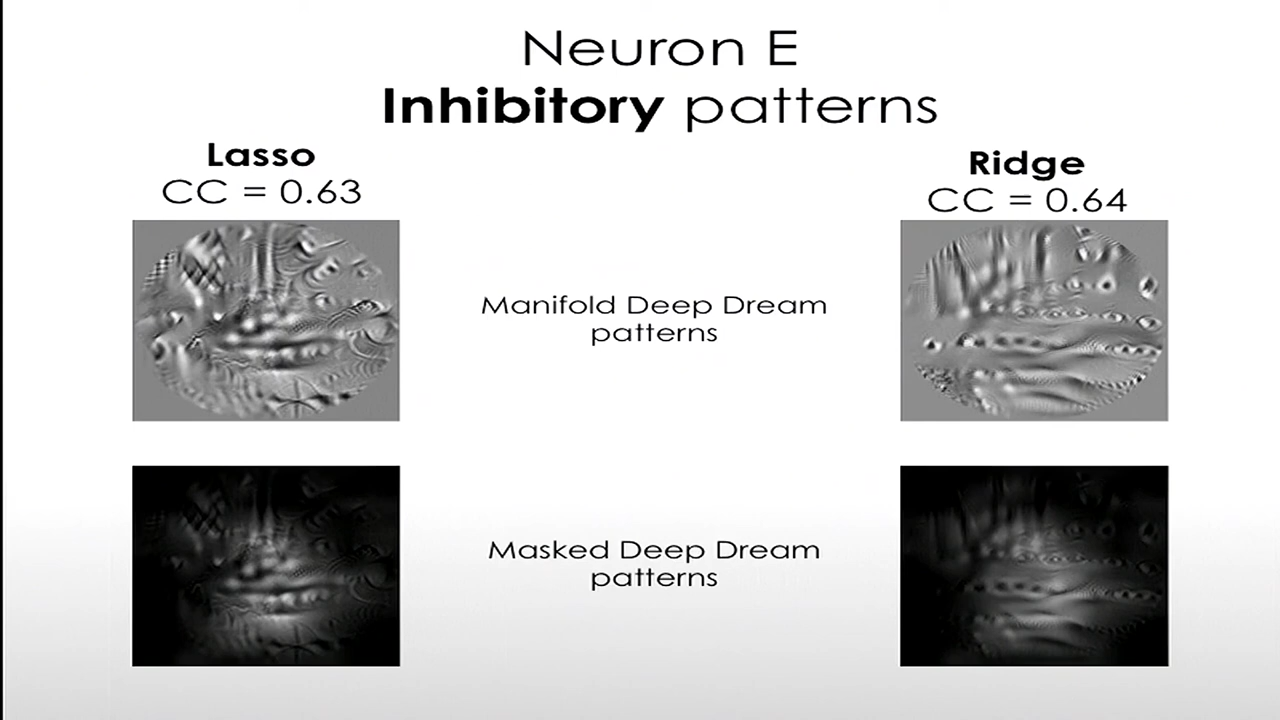 Neuron E
Inhibitory patterns
Lasso
CC = 0.63
Ridge
CC = 0.64
Manifold Deep Dream
patterns
Masked Deep Dream
patterns